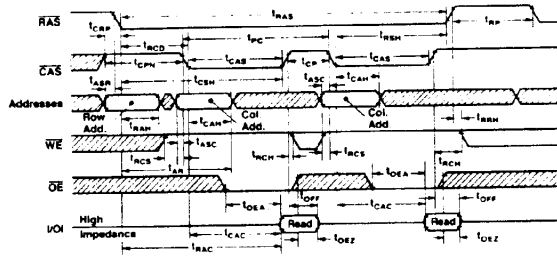 RAS
tRAS
tCRP
tPC
tRSH
tRP
tRCD
CAS
tCPN
tCAS
tCP
tCAS
tASR
tCSH
tASC
tCAH
Addresses
Row Add.
tRAH
tCAH
Col. Add.
Col. Add
tRRH
WE
tASC
tRCS
tRCH
tRCS
tRCH
tAR
OE
tOEA
tOFF
tOEA
tCAC
tOFF
I/OI
High Impedance
Read
Read
tCAC
tOEZ
tOEZ
tRAC